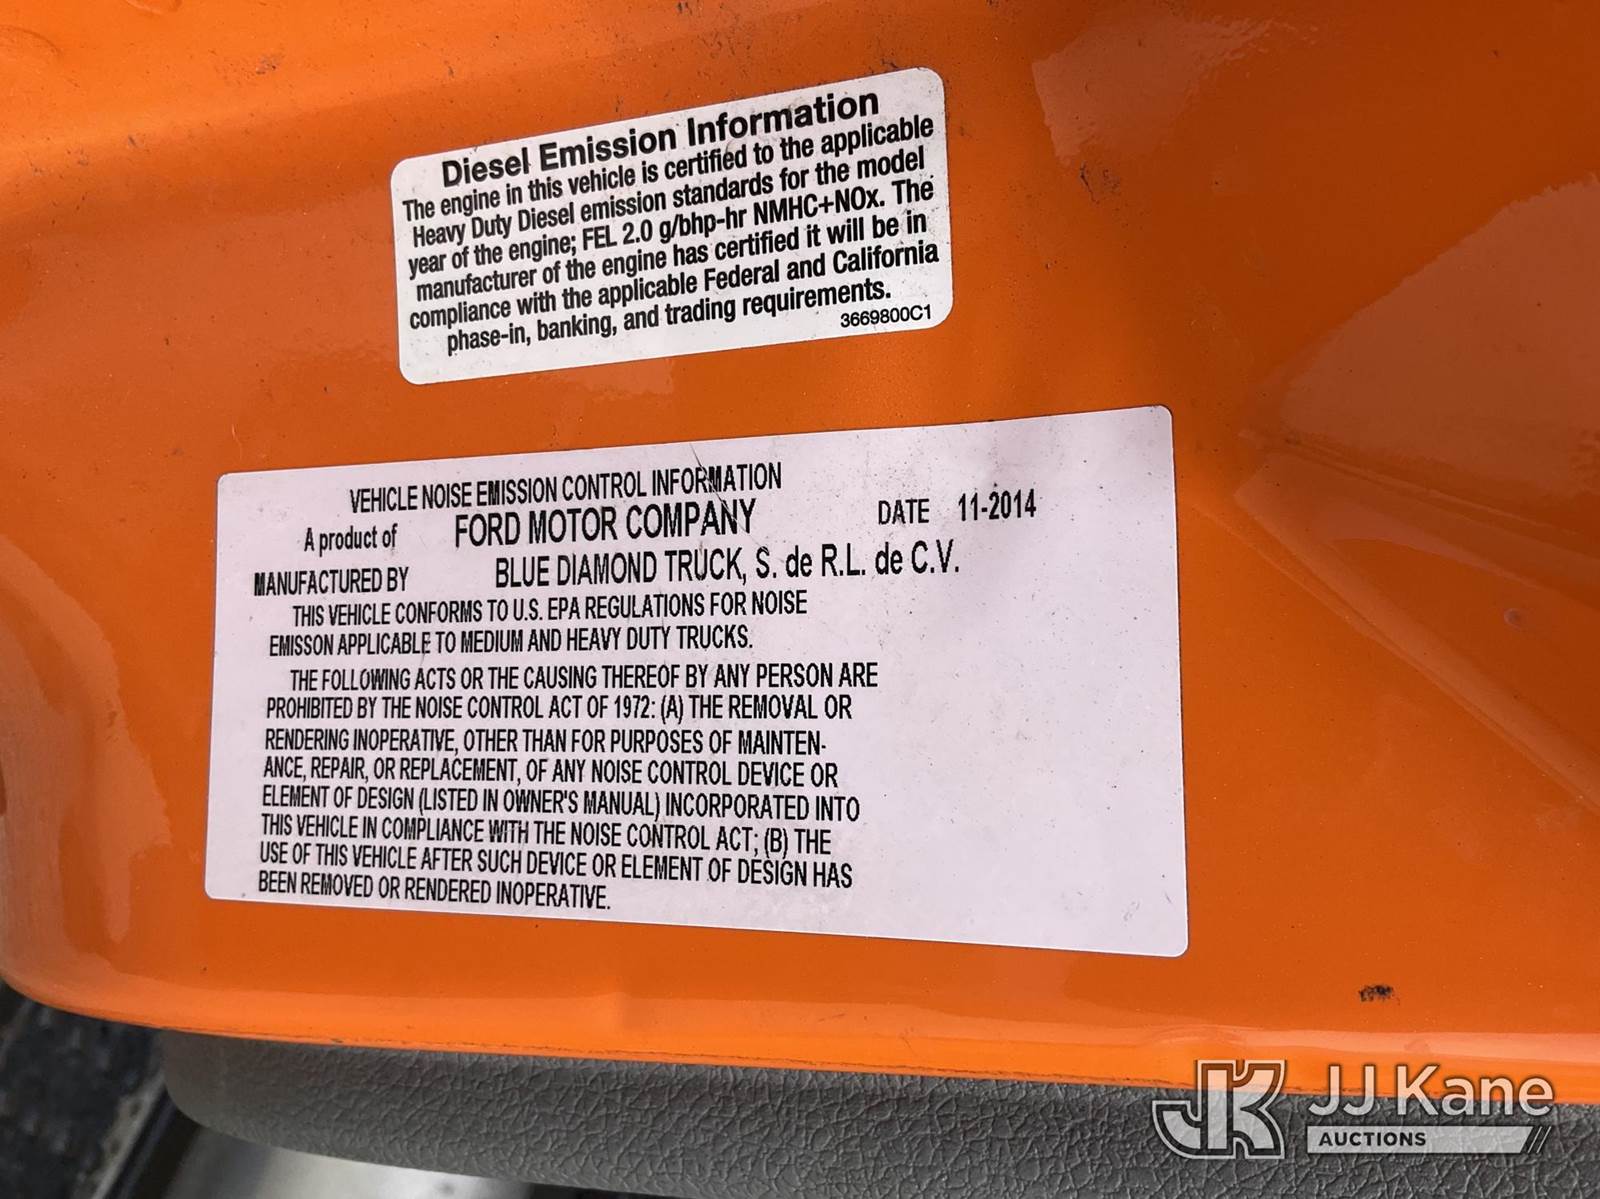 Diesel Emission Information
The engine in this vehicle is certified to the applicable
Heavy Duty Diesel emission standards for the model
year of the engine; FEL 2.0 g/bhp-hr NMHC+NOx. The
manufacturer of the engine has certified it will be in
compliance with the applicable Federal and California
phase-in, banking, and trading requirements.
3669800C1
VEHICLE NOISE EMISSION CONTROL INFORMATION
A product of FORD MOTOR COMPANY DATE 11-2014
MANUFACTURED BY BLUE DIAMOND TRUCK, S. de R.L. de C.V.
THIS VEHICLE CONFORMS TO U.S. EPA REGULATIONS FOR NOISE
EMISSON APPLICABLE TO MEDIUM AND HEAVY DUTY TRUCKS.
THE FOLLOWING ACTS OR THE CAUSING THEREOF BY ANY PERSON ARE
PROHIBITED BY THE NOISE CONTROL ACT OF 1972: (A) THE REMOVAL OR
RENDERING INOPERATIVE, OTHER THAN FOR PURPOSES OF MAINTEN-
ANCE, REPAIR, OR REPLACEMENT, OF ANY NOISE CONTROL DEVICE OR
ELEMENT OF DESIGN (LISTED IN OWNER'S MANUAL) INCORPORATED INTO
THIS VEHICLE IN COMPLIANCE WITH THE NOISE CONTROL ACT; (B) THE
USE OF THIS VEHICLE AFTER SUCH DEVICE OR ELEMENT OF DESIGN HAS
BEEN REMOVED OR RENDERED INOPERATIVE.
JK JJ Kane
AUCTIONS